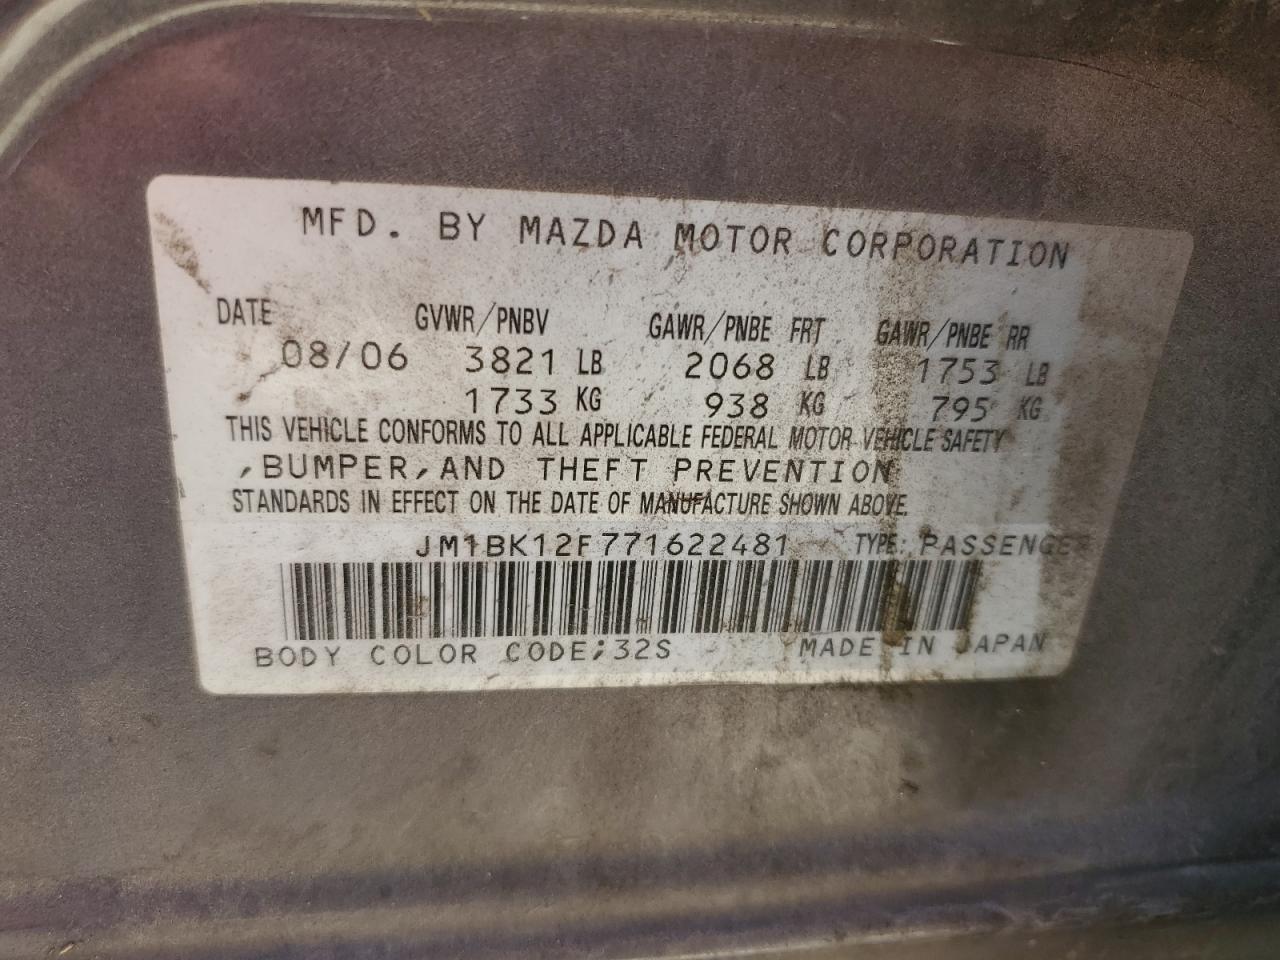 MFD. BY MAZDA MOTOR CORPORATION
DATE GVWR/PNBV GAWR/PNBE FRT GAWR/PNBE RR
08/06 3821 LB 2068 LB 1753 LB
1733 KG 938 KG 795 KG
THIS VEHICLE CONFORMS TO ALL APPLICABLE FEDERAL MOTOR VEHICLE SAFETY
,BUMPER,AND THEFT PREVENTION
STANDARDS IN EFFECT ON THE DATE OF MANUFACTURE SHOWN ABOVE.
JM1BK12F771622481 TYPE: PASSENGER
BODY COLOR CODE;32S MADE IN JAPAN